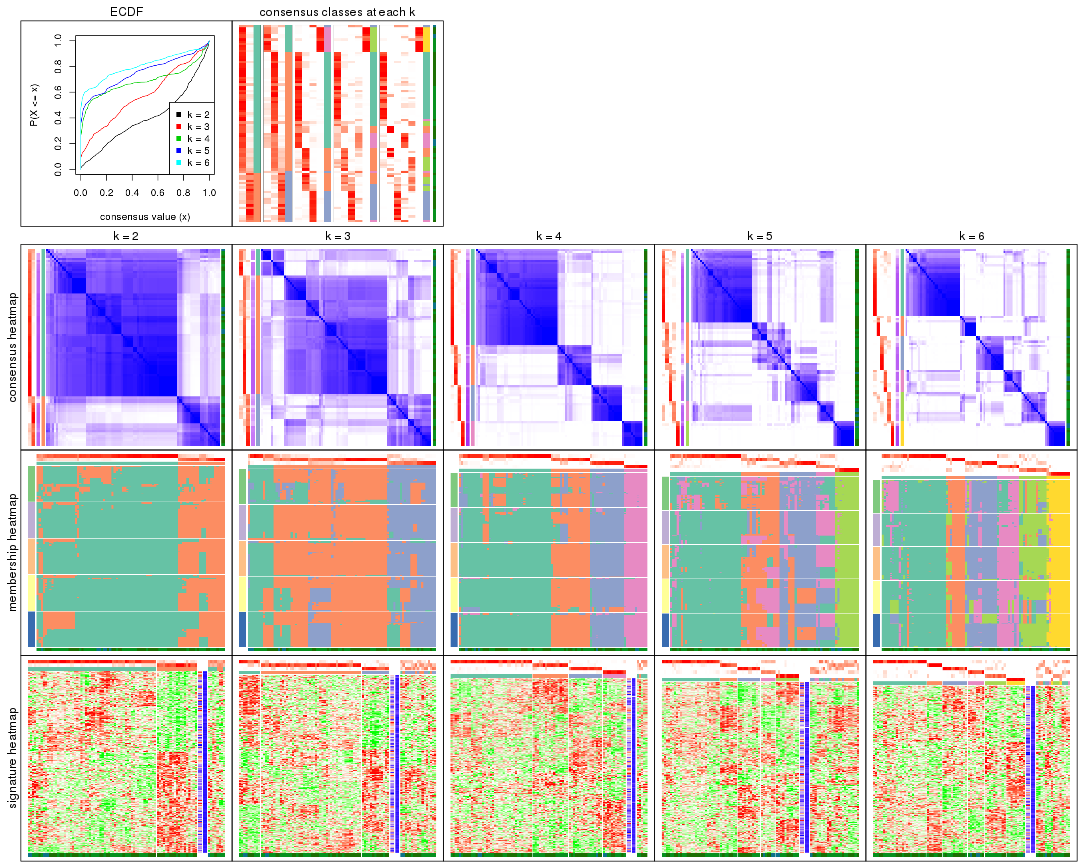 ECDF
consensus classes at each k
P(X <= x)
0.0
0.2
0.4
0.6
0.8
1.0
k = 2
k = 3
k = 4
k = 5
k = 6
0.0
0.2
0.4
0.6
0.8
1.0
consensus value (x)
k = 2
k = 3
k = 4
k = 5
k = 6
consensus heatmap
membership heatmap
signature heatmap